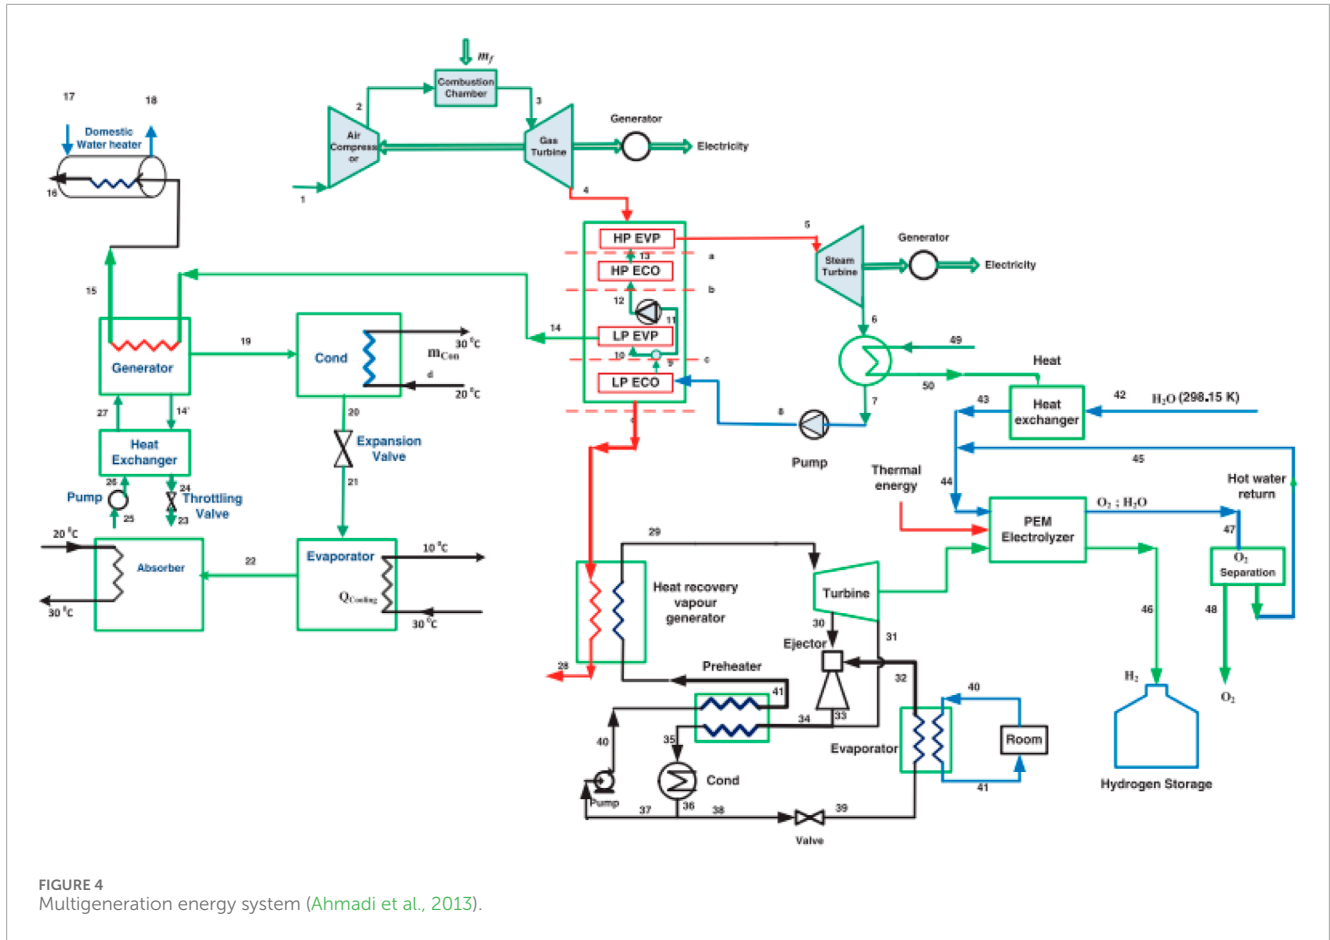 m_f
Combustion
Chamber
17
18
2
3
Domestic
Water heater
Air
Compress
or
Gas
Turbine
Generator
Electricity
16
1
4
5
HP EVP
13
a
HP ECO
b
12
11
LP EVP
10
9
c
LP ECO
Steam
Turbine
Generator
Electricity
15
14
6
49
50
7
8
Pump
Generator
19
Cond
30 ⁰C
m_Con
d
20 ⁰C
27
14'
20
Heat
Exchanger
Expansion
Valve
26
24
Pump
25
Throttling
Valve
23
21
20 ⁰C
Absorber
30 ⁰C
22
Evaporator
10 ⁰C
Q_Cooling
30 ⁰C
Heat
Heat
exchanger
43
42
H₂O (298.15 K)
45
Thermal
energy
44
Hot water
return
PEM
Electrolyzer
O₂ ; H₂O
47
O₂
Separation
46
48
H₂
O₂
Hydrogen Storage
29
Heat recovery
vapour
generator
28
Turbine
30
31
Ejector
32
Preheater
41
33
34
35
40
Pump
Cond
36
37
38
39
Valve
Evaporator
40
Room
41
FIGURE 4
Multigeneration energy system (Ahmadi et al., 2013).